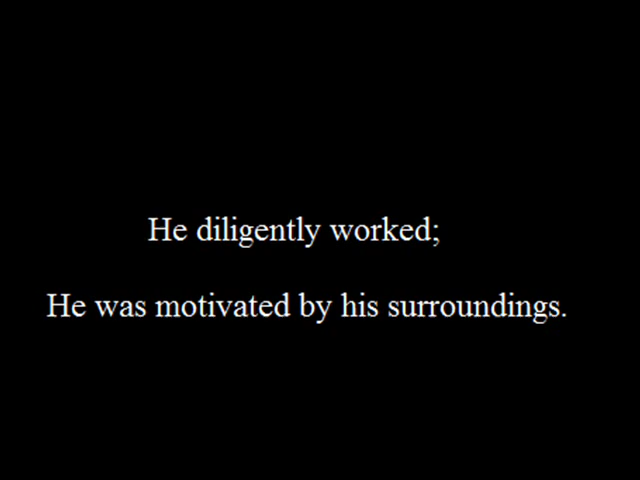 He diligently worked;
He was motivated by his surroundings.